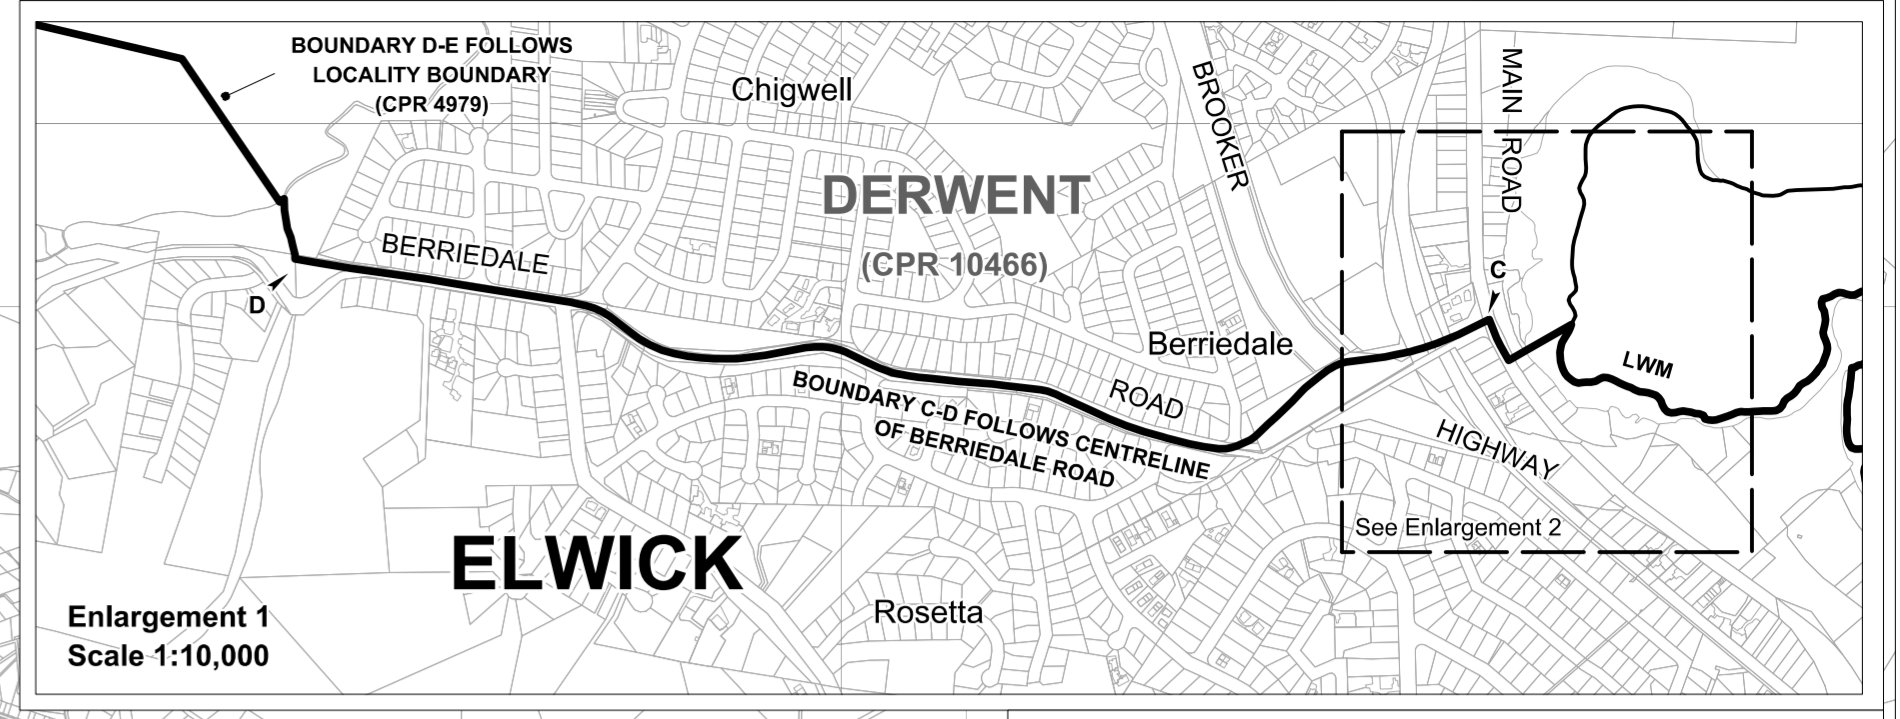 BOUNDARY D-E FOLLOWS
LOCALITY BOUNDARY
(CPR 4979)
Chigwell
BROOKER
MAIN ROAD
DERWENT
(CPR 10466)
BERRIEDALE
D
C
Berriedale
LWM
ROAD
BOUNDARY C-D FOLLOWS CENTRELINE
OF BERRIEDALE ROAD
HIGHWAY
See Enlargement 2
ELWICK
Rosetta
Enlargement 1
Scale 1:10,000